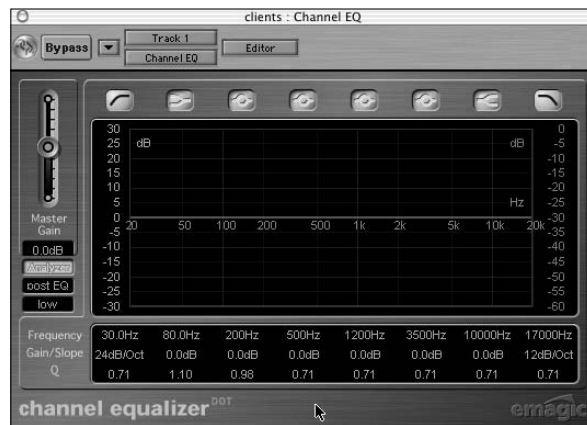 clients : Channel EQ
Bypass
Track 1
Channel EQ
Editor
30 dB dB 0
25 -5
20 -10
15 -15
10 Hz -20
5 -25
0 20 50 100 200 500 1k 2k 5k 10k 20k -30
-5 -35
-10 -40
-15 -45
-20 -50
-25 -55
-30 -60
Master
Gain
0.0dB
Analyzer
post EQ
low
Frequency 30.0Hz 80.0Hz 200Hz 500Hz 1200Hz 3500Hz 10000Hz 17000Hz
Gain/Slope 24dB/Oct 0.0dB 0.0dB 0.0dB 0.0dB 0.0dB 0.0dB 12dB/Oct
Q 0.71 1.10 0.98 0.71 0.71 0.71 0.71 0.71
channel equalizer DOT
emagic